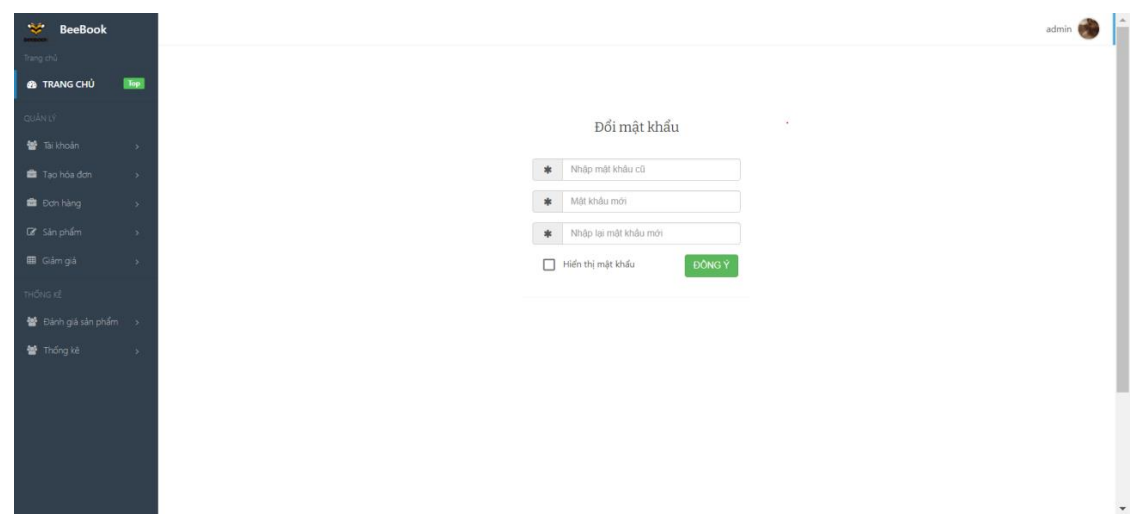 BeeBook
admin
Trang chủ
TRANG CHỦ Top
QUẢN LÝ
Tài khoản
Tạo hóa đơn
Đơn hàng
Sản phẩm
Giảm giá
THỐNG KÊ
Đánh giá sản phẩm
Thống kê
Đổi mật khẩu
Nhập mật khẩu cũ
Mật khẩu mới
Nhập lại mật khẩu mới
Hiển thị mật khẩu
ĐỒNG Ý